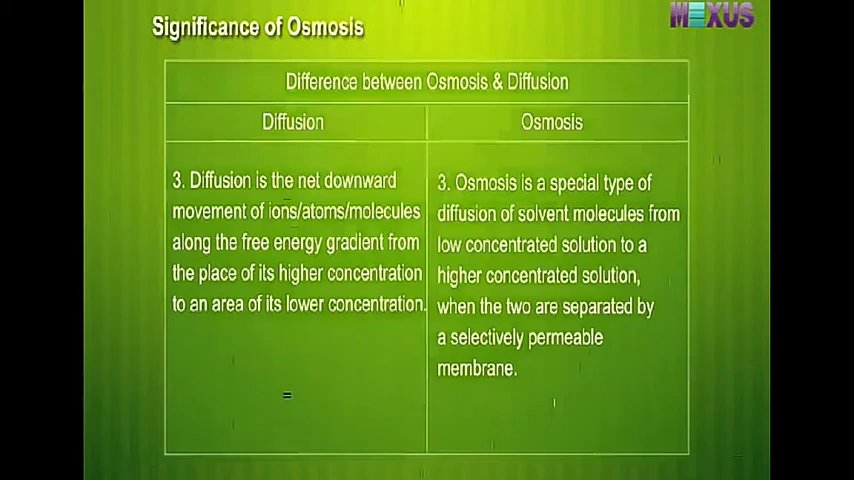 Significance of Osmosis
MEXUS
Difference between Osmosis & Diffusion
Diffusion
Osmosis
3. Diffusion is the net downward
movement of ions/atoms/molecules
along the free energy gradient from
the place of its higher concentration
to an area of its lower concentration.
3. Osmosis is a special type of
diffusion of solvent molecules from
low concentrated solution to a
higher concentrated solution,
when the two are separated by
a selectively permeable
membrane.